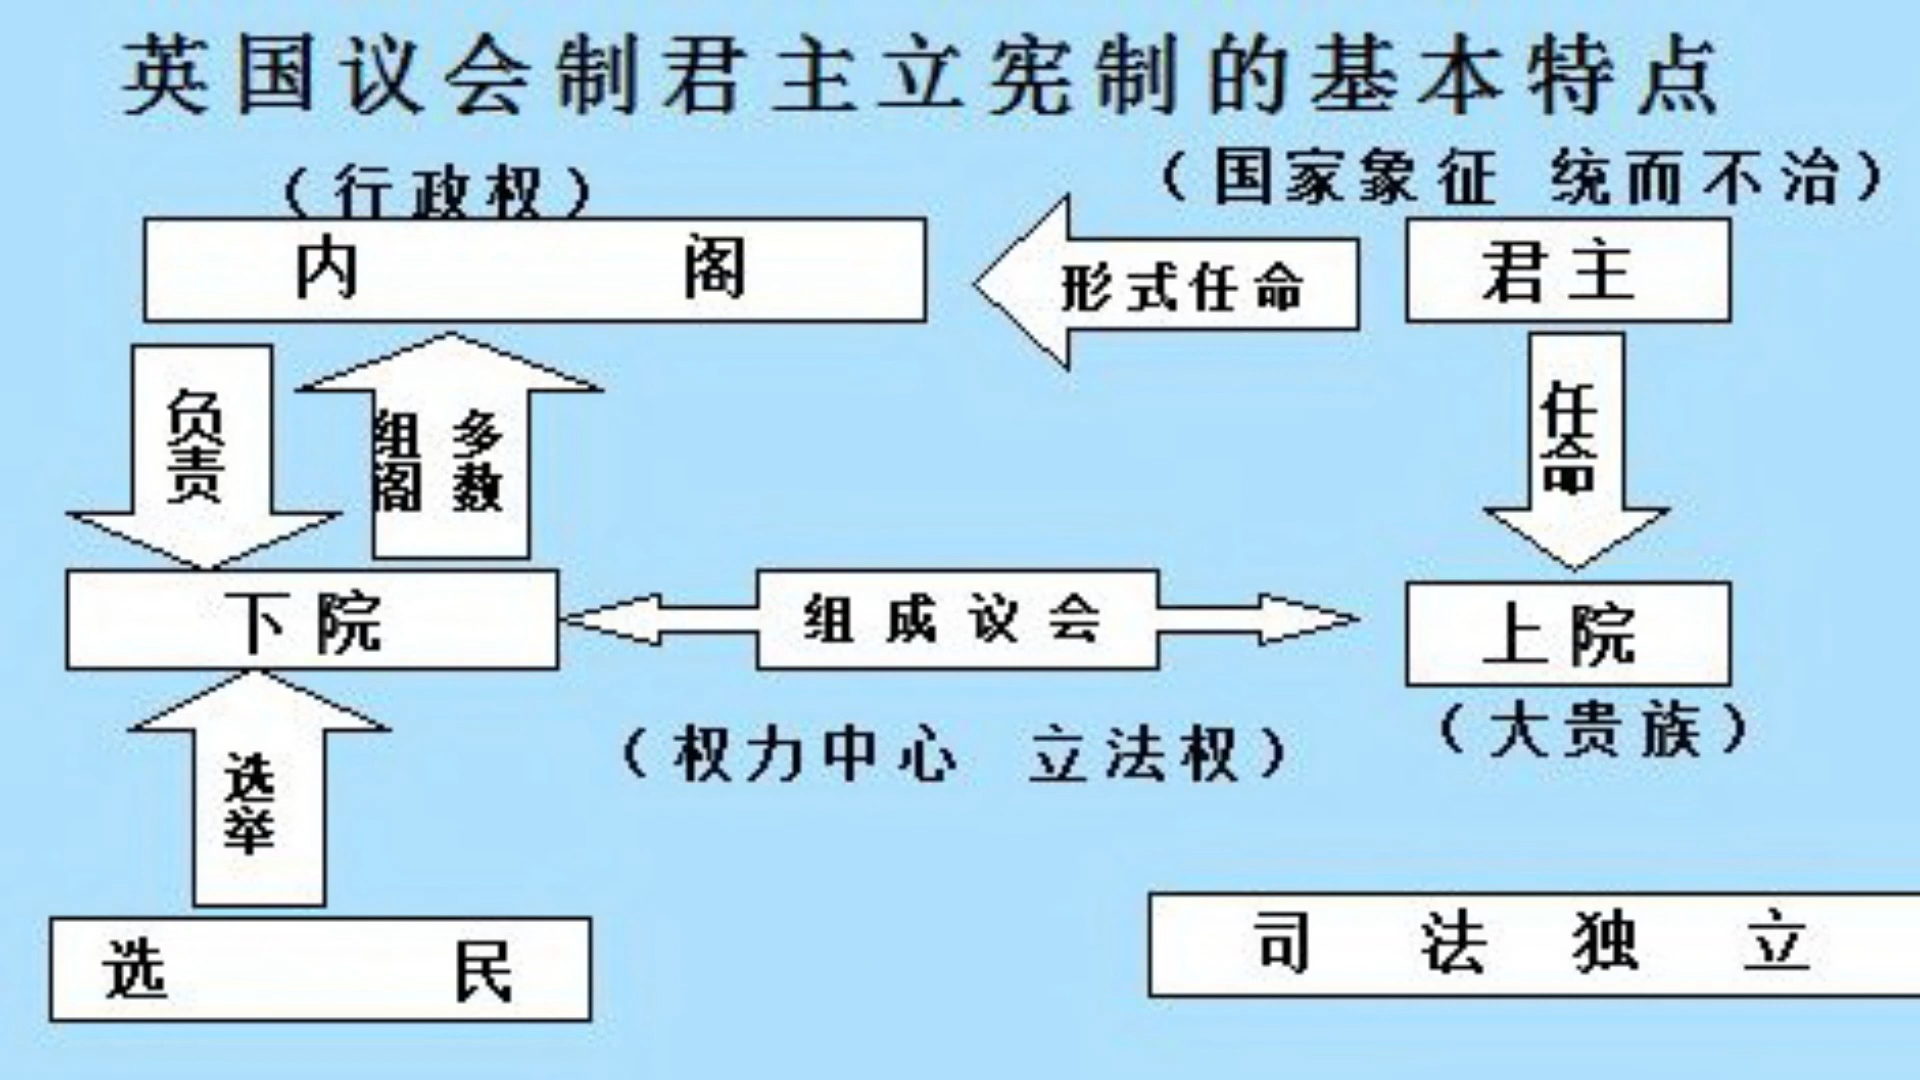 英国议会制君主立宪制的基本特点
（行政权）
（国家象征 统而不治）
内 阁
形式任命
君主
负责
组阁
多数
任命
下院
组成议会
上院
（权力中心 立法权）
（大贵族）
选举
选 民
司 法 独 立